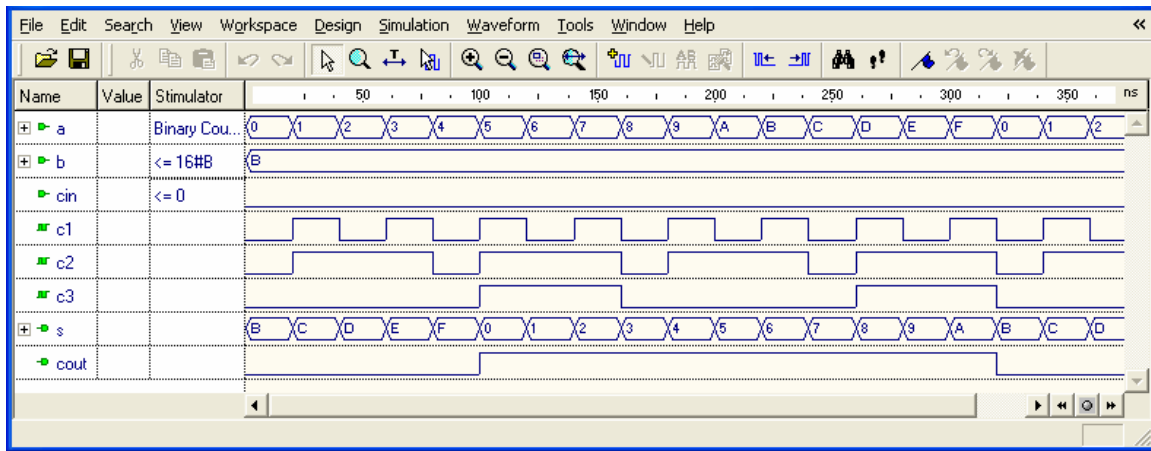 File Edit Search View Workspace Design Simulation Waveform Tools Window Help
Name Value Stimulator 50 100 150 200 250 300 350 ns
a Binary Cou... 0 1 2 3 4 5 6 7 8 9 A B C D E F 0 1 2
b <= 16#B B
cin <= 0
c1
c2
c3
s B C D E F 0 1 2 3 4 5 6 7 8 9 A B C D
cout